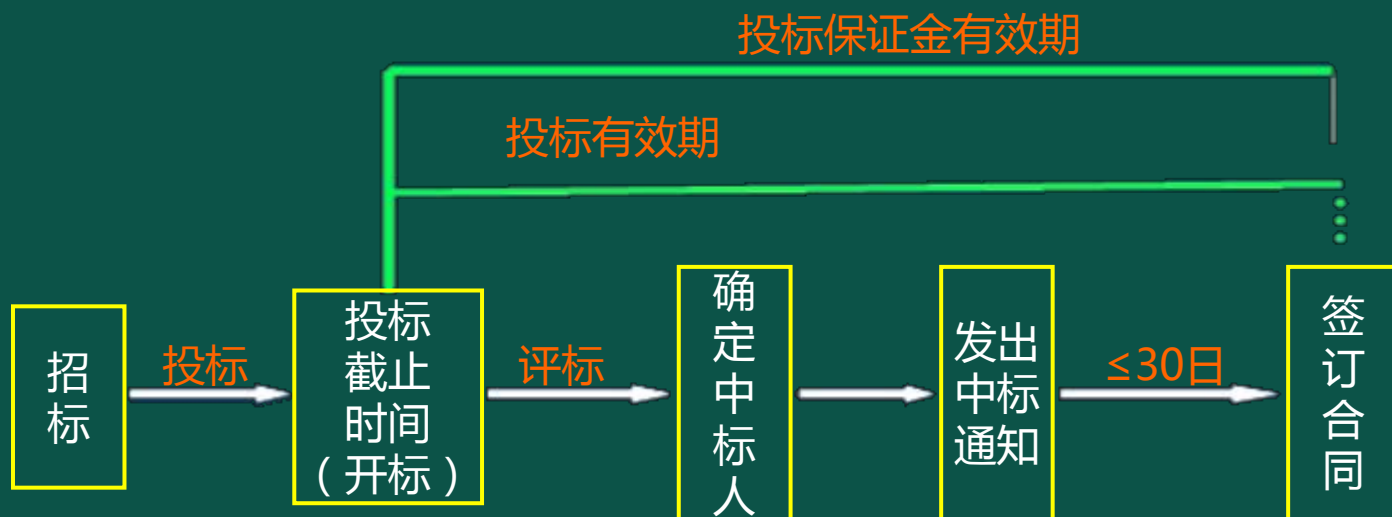 投标保证金有效期
投标有效期
招
标
投标
投标
截止
时间
（开标）
评标
确
定
中
标
人
发出
中标
通知
≤30日
签
订
合
同